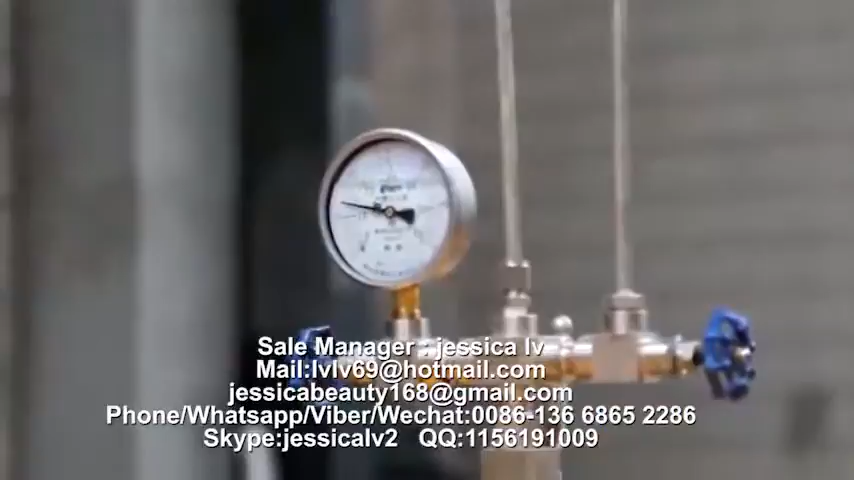 Sale Manager : jessica lv
Mail:lvlv69@hotmail.com
jessicabeauty168@gmail.com
Phone/Whatsapp/Viber/Wechat:0086-136 6865 2286
Skype:jessicalv2 QQ:1156191009